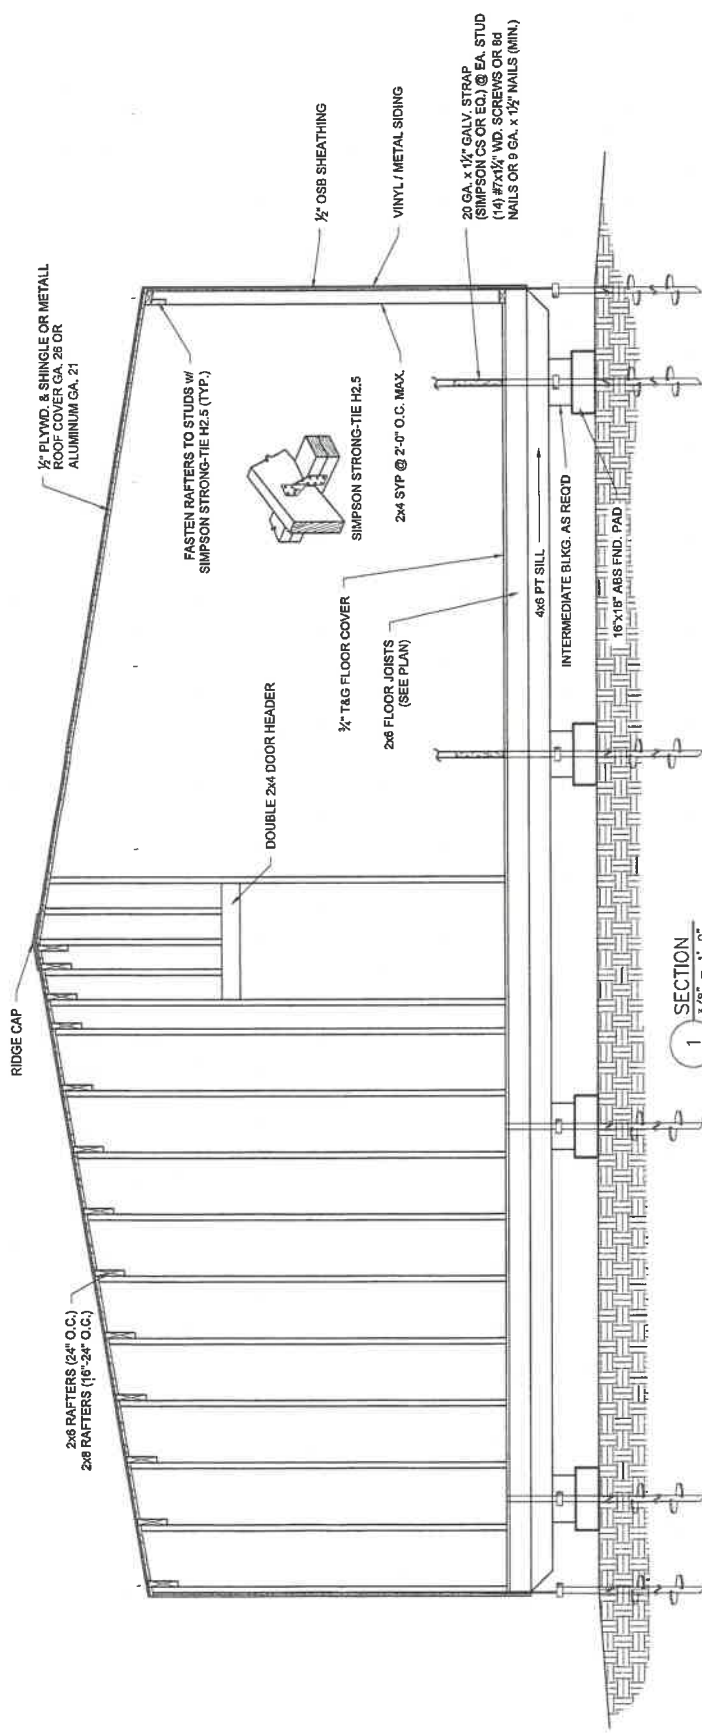 RIDGE CAP
½" PLYWD. & SHINGLE OR METALL
ROOF COVER GA. 26 OR
ALUMINUM GA. 21
2x6 RAFTERS (24" O.C.)
2x8 RAFTERS (16"-24" O.C.)
FASTEN RAFTERS TO STUDS w/
SIMPSON STRONG-TIE H2.5 (TYP.)
½" OSB SHEATHING
SIMPSON STRONG-TIE H2.5
VINYL / METAL SIDING
DOUBLE 2x4 DOOR HEADER
2x4 SYP @ 2'-0" O.C. MAX.
¾" T&G FLOOR COVER
2x6 FLOOR JOISTS
(SEE PLAN)
20 GA. x 1¼" GALV. STRAP
(SIMPSON CS OR EQ.) @ EA. STUD
(14) #7x1¼" WD. SCREWS OR 8d
NAILS OR 9 GA. x 1½" NAILS (MIN.)
4x6 PT SILL
INTERMEDIATE BLKG. AS REQ'D
16"x18" ABS FND. PAD
1
SECTION
3/8" = 1'-0"